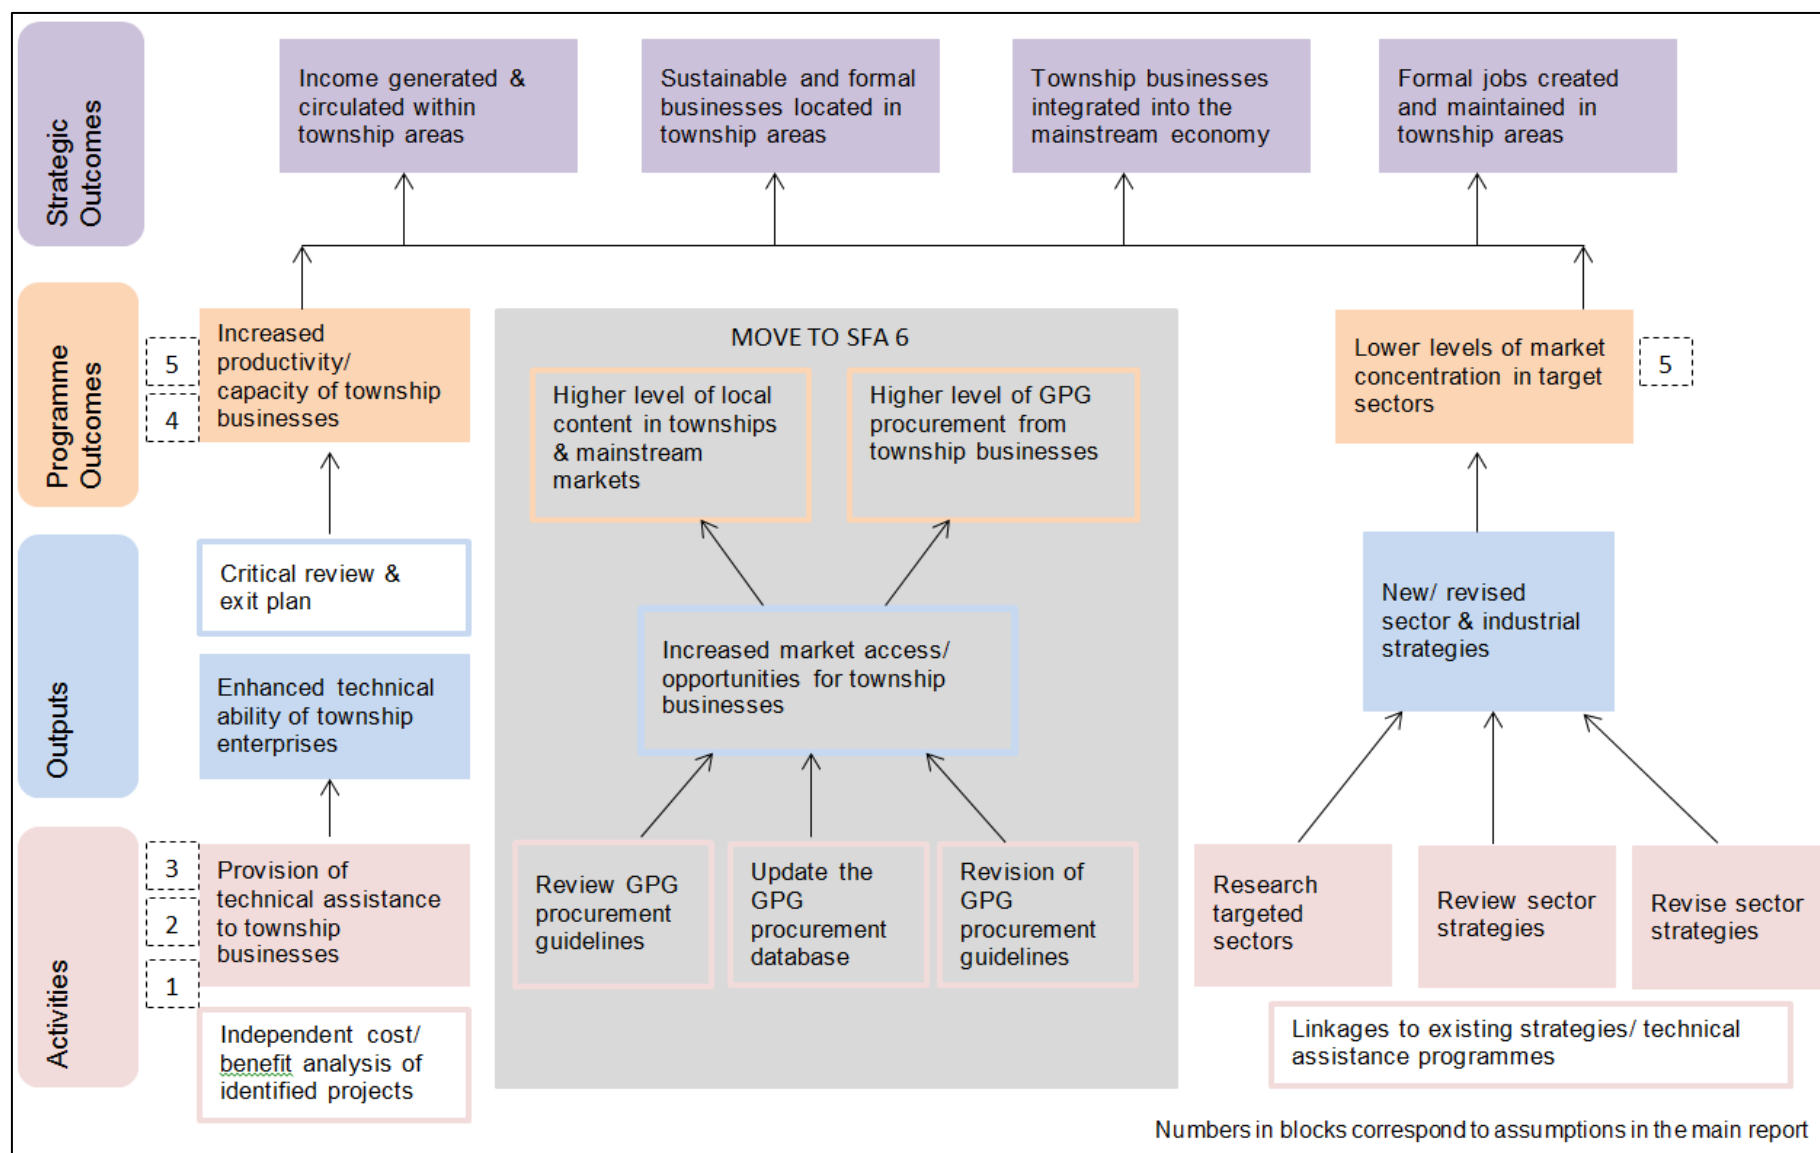 Strategic
Outcomes
Income generated &
circulated within
township areas
Sustainable and formal
businesses located in
township areas
Township businesses
integrated into the
mainstream economy
Formal jobs created
and maintained in
township areas
Programme
Outcomes
5
4
Increased
productivity/
capacity of township
businesses
MOVE TO SFA 6
Higher level of local
content in townships
& mainstream
markets
Higher level of GPG
procurement from
township businesses
Lower levels of market
concentration in target
sectors
5
Outputs
Critical review &
exit plan
Enhanced technical
ability of township
enterprises
Increased market access/
opportunities for township
businesses
New/ revised
sector & industrial
strategies
Activities
3
2
1
Provision of
technical assistance
to township
businesses
Independent cost/
benefit analysis of
identified projects
Review GPG
procurement
guidelines
Update the
GPG
procurement
database
Revision of
GPG
procurement
guidelines
Research
targeted
sectors
Review sector
strategies
Revise sector
strategies
Linkages to existing strategies/ technical
assistance programmes
Numbers in blocks correspond to assumptions in the main report